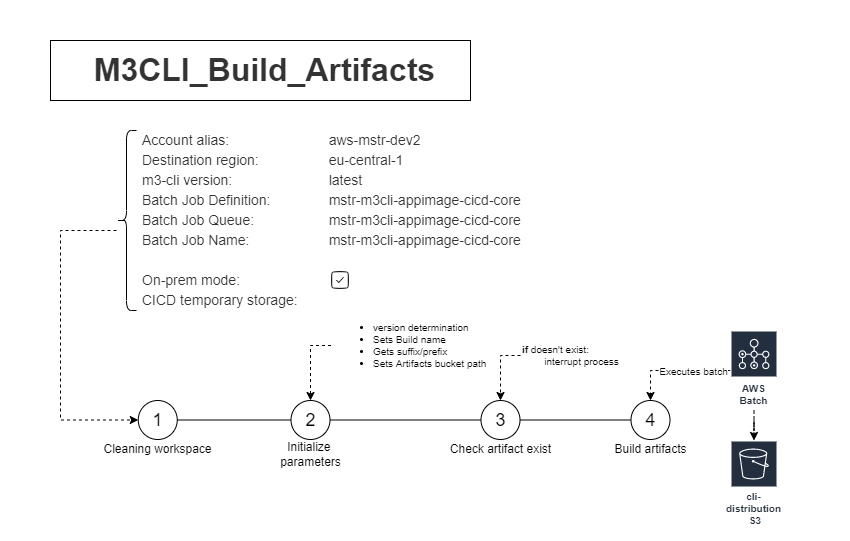 M3CLI_Build_Artifacts
Account alias: aws-mstr-dev2
Destination region: eu-central-1
m3-cli version: latest
Batch Job Definition: mstr-m3cli-appimage-cicd-core
Batch Job Queue: mstr-m3cli-appimage-cicd-core
Batch Job Name: mstr-m3cli-appimage-cicd-core
On-prem mode:
CICD temporary storage:
version determination
Sets Build name
Gets suffix/prefix
Sets Artifacts bucket path
if doesn't exist:
interrupt process
Executes batch
AWS
Batch
1
Cleaning workspace
2
Initialize
parameters
3
Check artifact exist
4
Build artifacts
cli-
distribution
S3